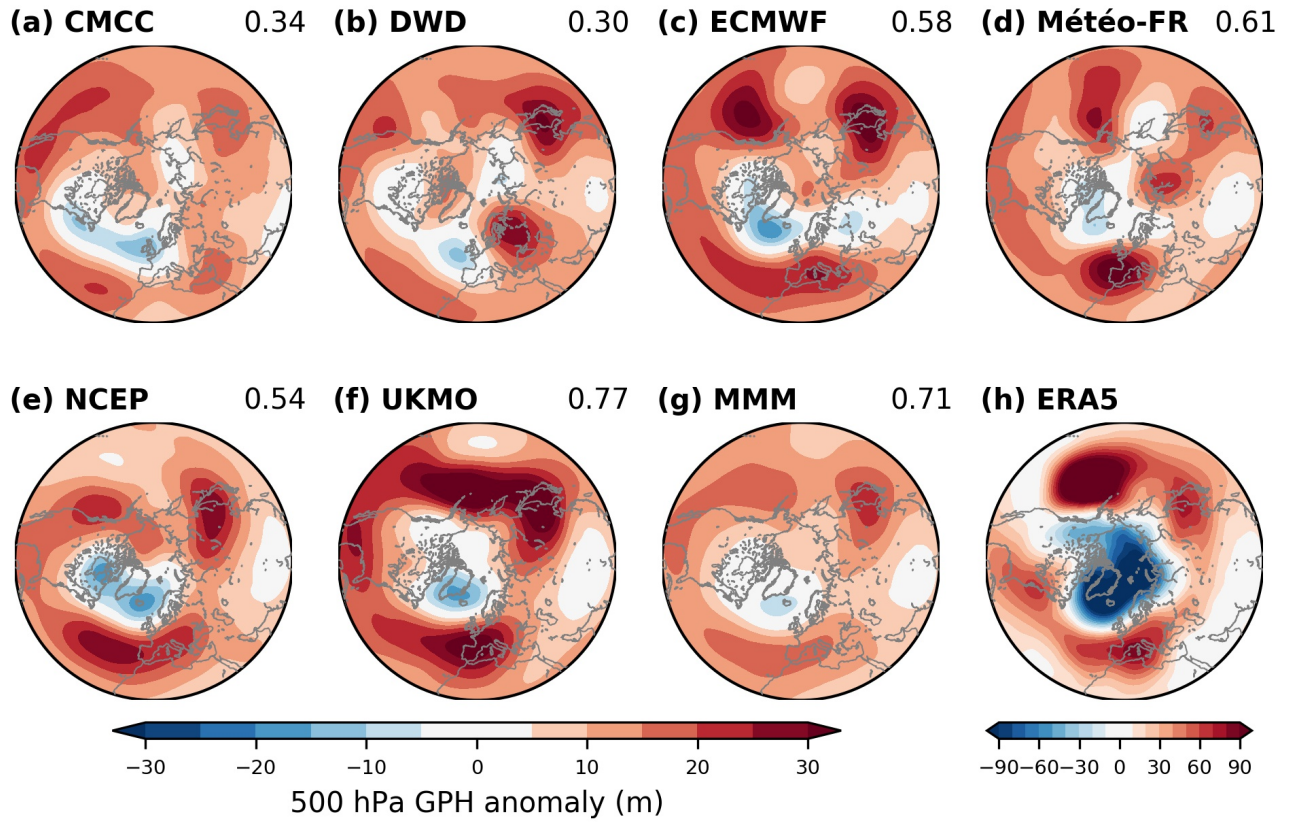 (a) CMCC 0.34 (b) DWD 0.30 (c) ECMWF 0.58 (d) Météo-FR 0.61
(e) NCEP 0.54 (f) UKMO 0.77 (g) MMM 0.71 (h) ERA5
−30 −20 −10 0 10 20 30 −90 −60 −30 0 30 60 90
500 hPa GPH anomaly (m)